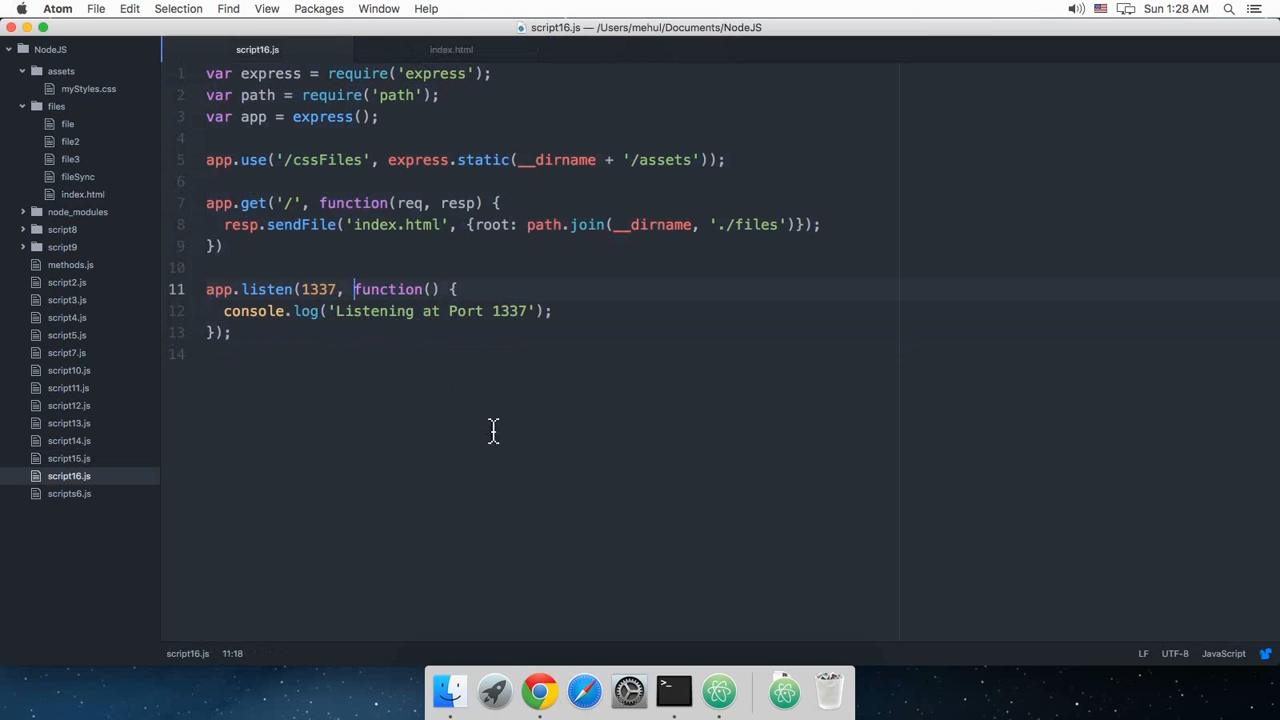 Atom File Edit Selection Find View Packages Window Help Sun 1:28 AM
script16.js — /Users/mehul/Documents/NodeJS
NodeJS
assets
myStyles.css
files
file
file2
file3
fileSync
index.html
node_modules
script8
script9
methods.js
script2.js
script3.js
script4.js
script5.js
script7.js
script10.js
script11.js
script12.js
script13.js
script14.js
script15.js
script16.js
scripts6.js
script16.js index.html
1 var express = require('express');
2 var path = require('path');
3 var app = express();
4
5 app.use('/cssFiles', express.static(__dirname + '/assets'));
6
7 app.get('/', function(req, resp) {
8 resp.sendFile('index.html', {root: path.join(__dirname, './files')});
9 })
10
11 app.listen(1337, function() {
12 console.log('Listening at Port 1337');
13 });
14
script16.js 11:18 LF UTF-8 JavaScript